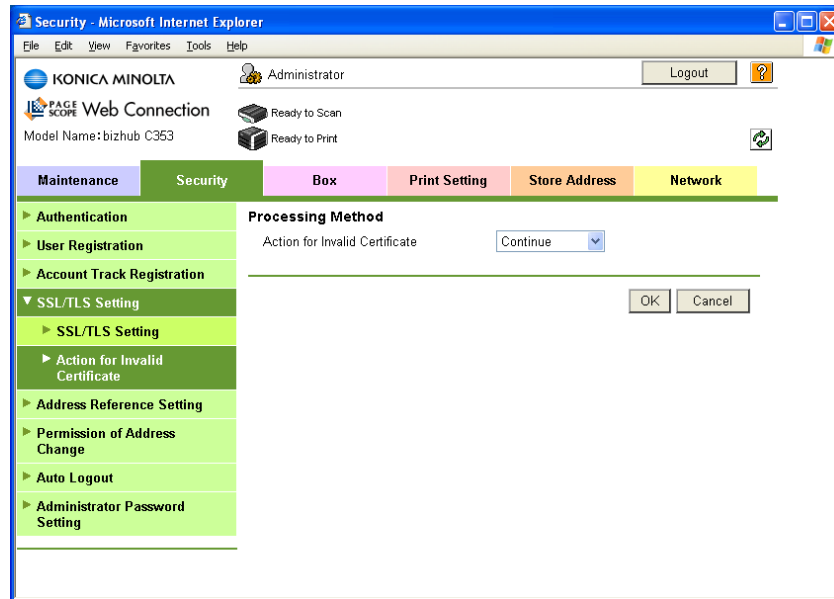 Security - Microsoft Internet Explorer
File Edit View Favorites Tools Help
KONICA MINOLTA
Administrator
Logout
?
PAGE SCOPE Web Connection
Ready to Scan
Model Name:bizhub C353
Ready to Print
Maintenance Security Box Print Setting Store Address Network
Authentication
User Registration
Account Track Registration
SSL/TLS Setting
SSL/TLS Setting
Action for Invalid
Certificate
Address Reference Setting
Permission of Address
Change
Auto Logout
Administrator Password
Setting
Processing Method
Action for Invalid Certificate Continue
OK Cancel